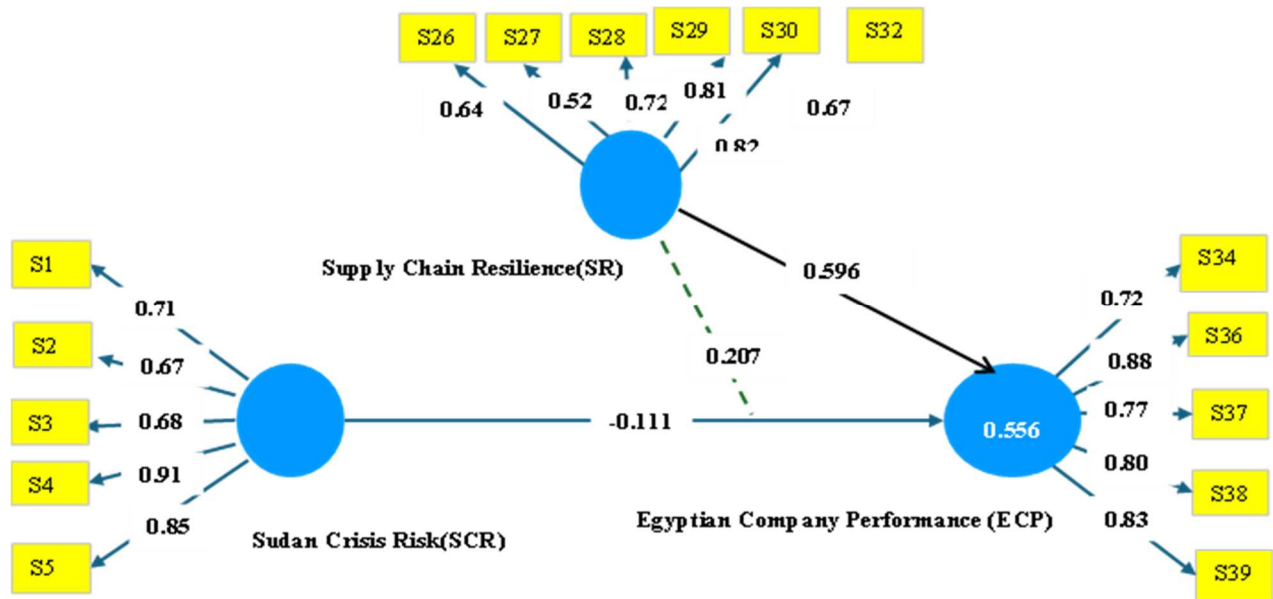 S26 S27 S28 S29 S30 S32
0.64 0.52 0.72 0.81 0.82 0.67
Supply Chain Resilience(SR)
0.596
0.207
S1
S2
S3
S4
S5
0.71
0.67
0.68
0.91
0.85
Sudan Crisis Risk(SCR)
-0.111
0.556
Egyptian Company Performance (ECP)
0.72
0.88
0.77
0.80
0.83
S34
S36
S37
S38
S39